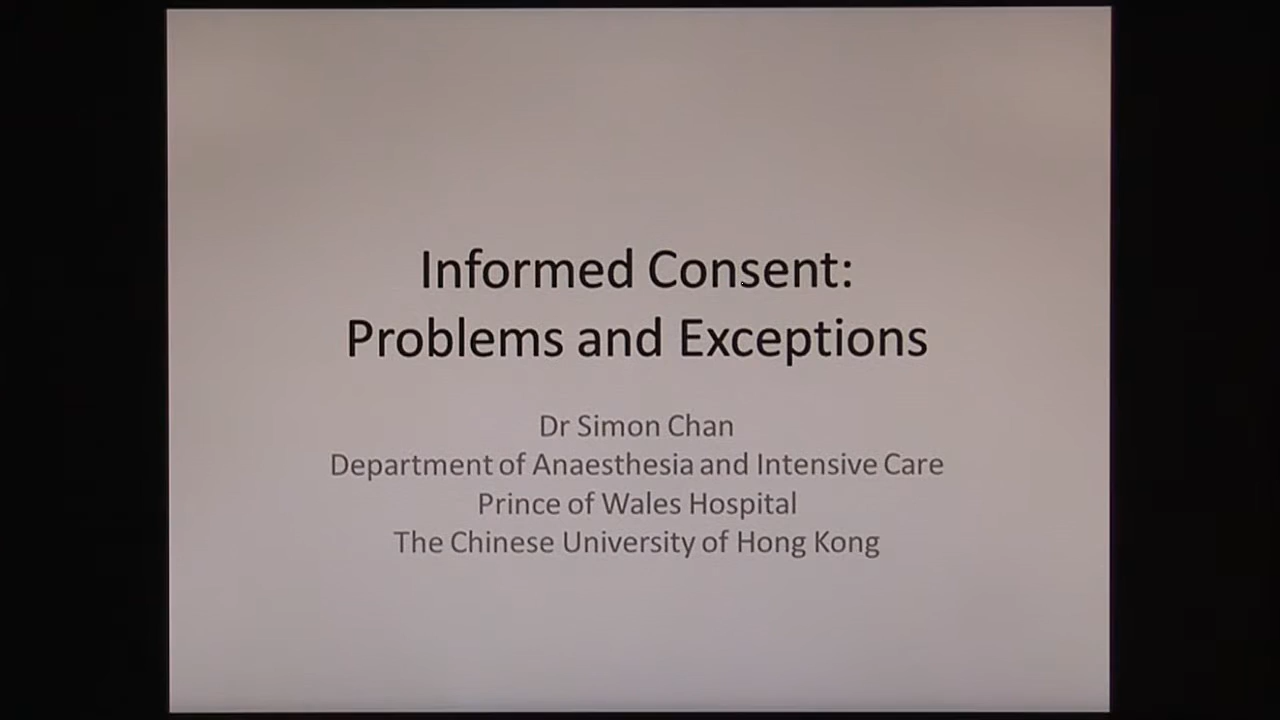 Informed Consent:
Problems and Exceptions
Dr Simon Chan
Department of Anaesthesia and Intensive Care
Prince of Wales Hospital
The Chinese University of Hong Kong